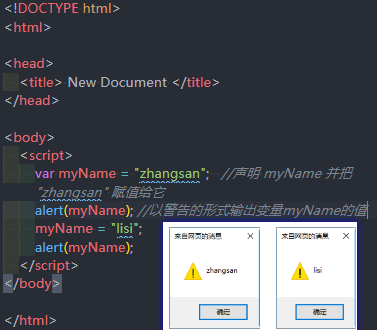 <!DOCTYPE html>
<html>
<head>
<title> New Document </title>
</head>
<body>
<script>
var myName = "zhangsan"; //声明 myName 并把
"zhangsan" 赋值给它
alert(myName); //以警告的形式输出变量myName的值
myName = "lisi";
alert(myName);
</script>
</body>
</html>
来自网页的消息
zhangsan
确定
来自网页的消息
lisi
确定